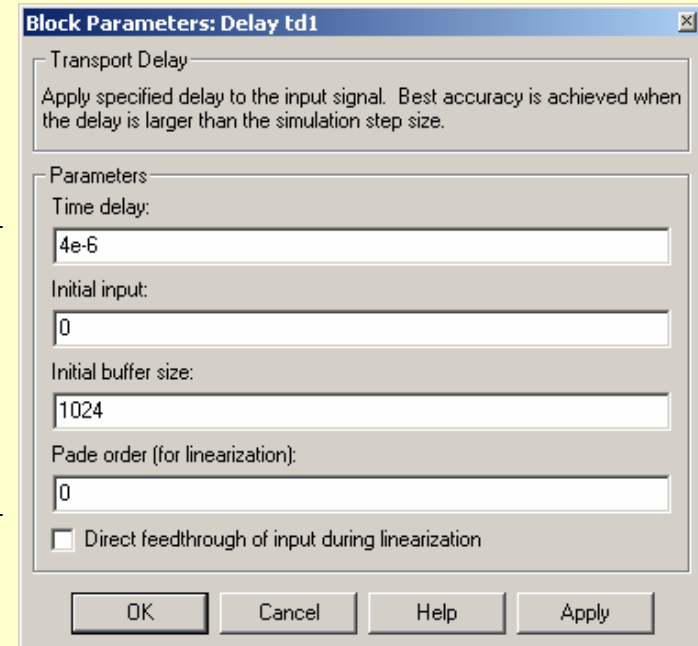 Block Parameters: Delay td1
Transport Delay
Apply specified delay to the input signal.  Best accuracy is achieved when
the delay is larger than the simulation step size.
Parameters
Time delay:
4e-6
Initial input:
0
Initial buffer size:
1024
Pade order (for linearization):
0
Direct feedthrough of input during linearization
OK Cancel Help Apply